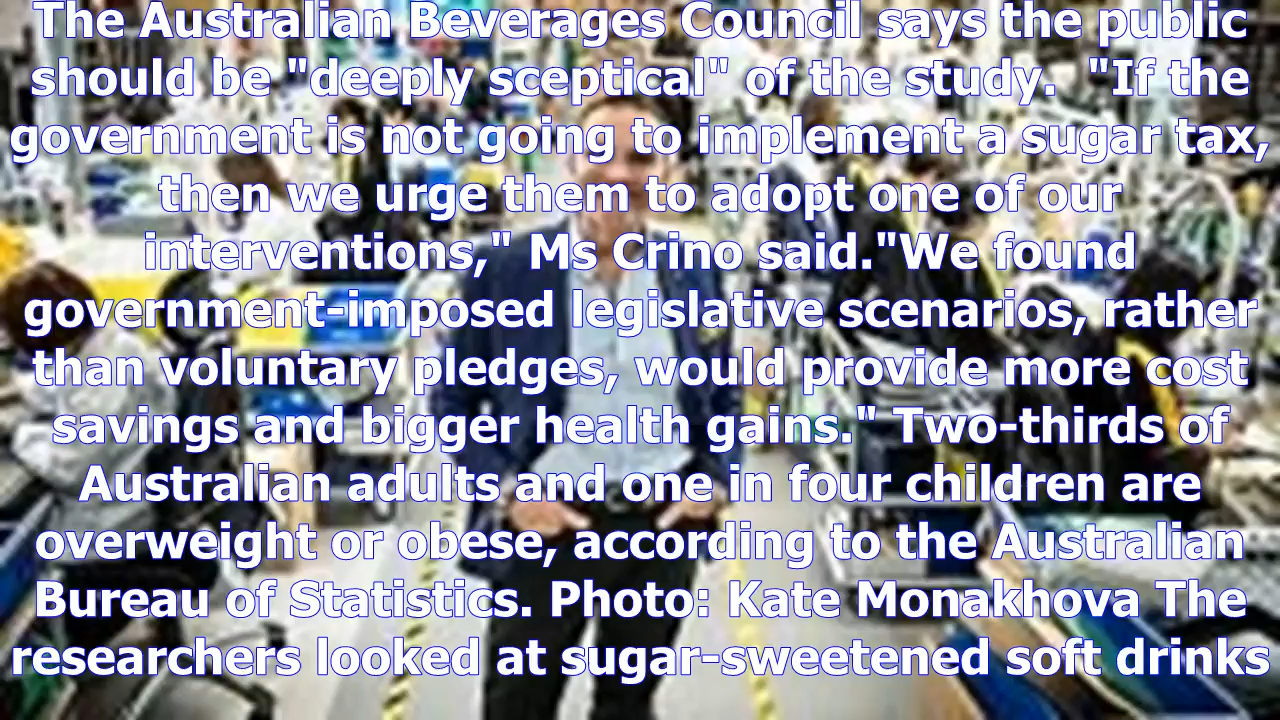 The Australian Beverages Council says the public
should be "deeply sceptical" of the study.  "If the
government is not going to implement a sugar tax,
then we urge them to adopt one of our
interventions,"  Ms Crino said."We found
government-imposed legislative scenarios, rather
than voluntary pledges, would provide more cost
savings and bigger health gains." Two-thirds of
Australian adults and one in four children are
overweight or obese, according to the Australian
Bureau of Statistics. Photo: Kate Monakhova The
researchers looked at sugar-sweetened soft drinks